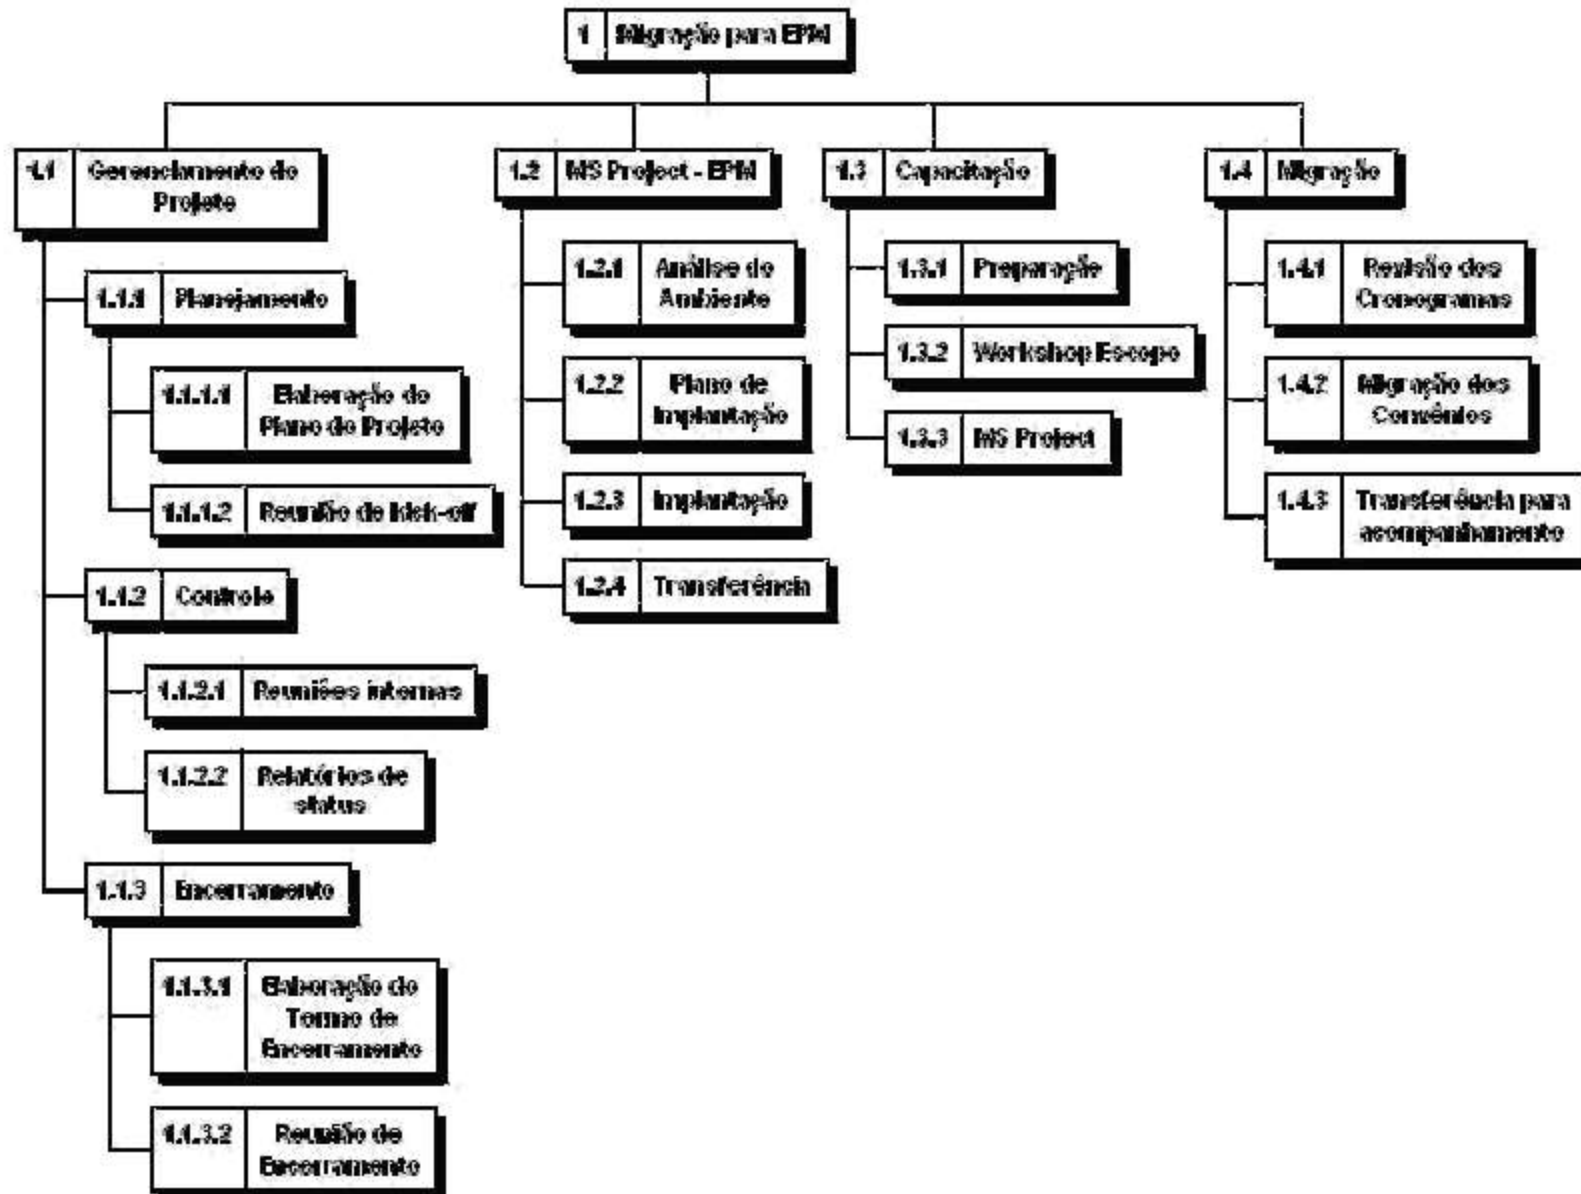 1 Migração para EPM
1.1 Gerenciamento do
Projeto
1.1.1 Planejamento
1.1.1.1 Elaboração do
Plano do Projeto
1.1.1.2 Reunião de kick-off
1.1.2 Controle
1.1.2.1 Reuniões internas
1.1.2.2 Relatórios de
status
1.1.3 Encerramento
1.1.3.1 Elaboração do
Termo de
Encerramento
1.1.3.2 Reunião de
Encerramento
1.2 MS Project - EPM
1.2.1 Análise do
Ambiente
1.2.2 Plano de
Implantação
1.2.3 Implantação
1.2.4 Transferência
1.3 Capacitação
1.3.1 Preparação
1.3.2 Workshop Escopo
1.3.3 MS Project
1.4 Migração
1.4.1 Revisão dos
Cronogramas
1.4.2 Migração dos
Convênios
1.4.3 Transferência para
acompanhamento